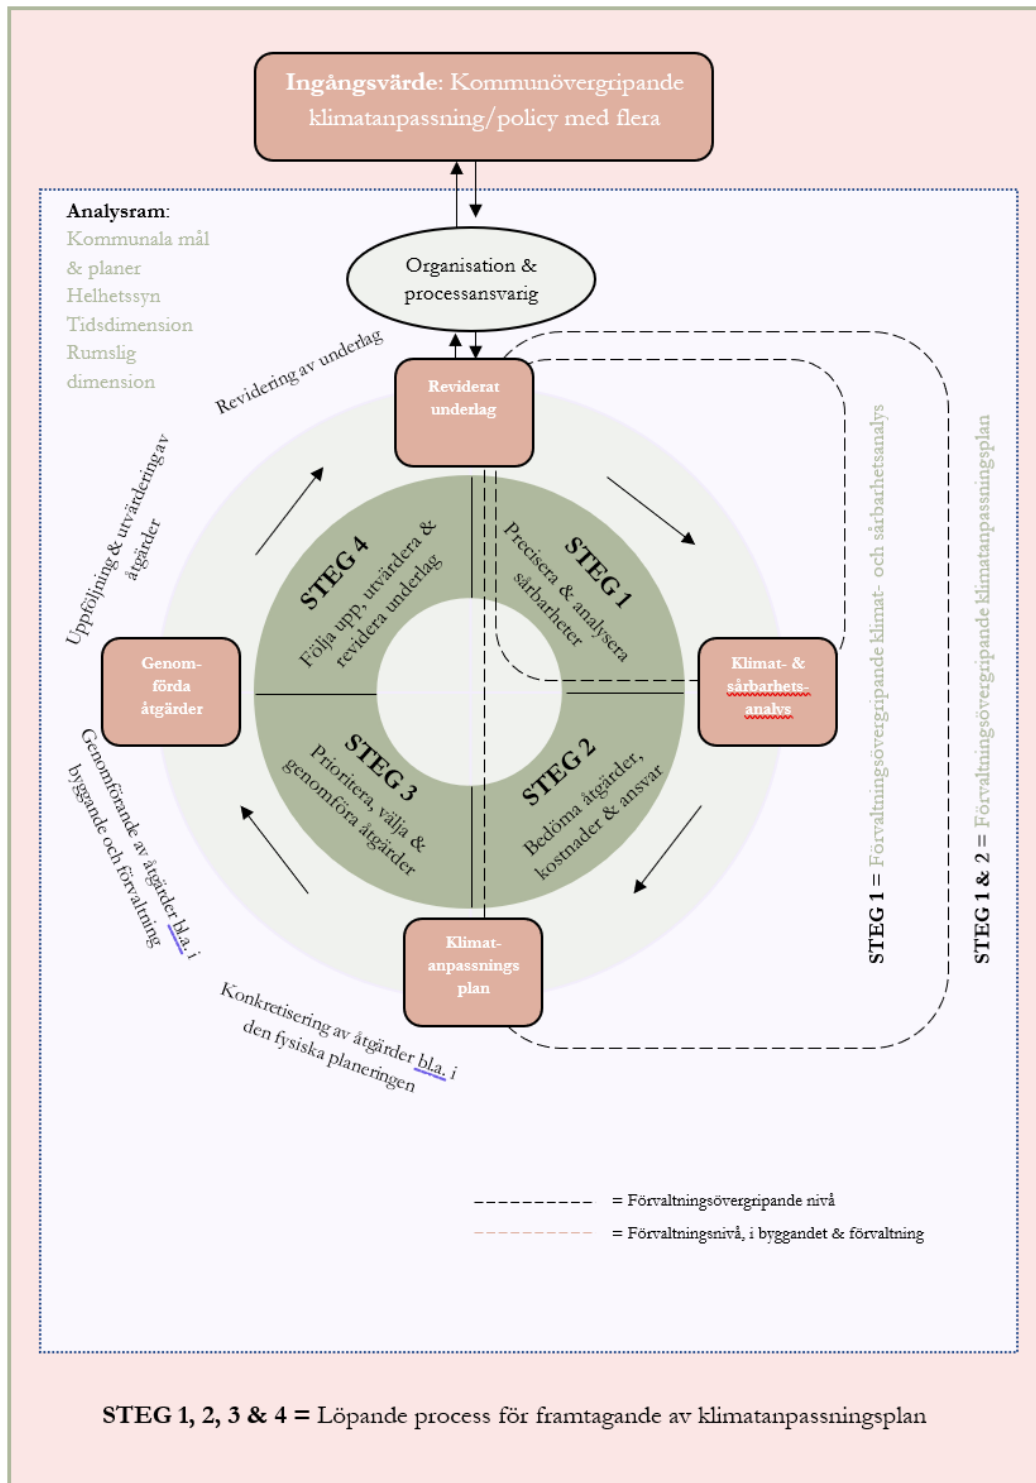 Ingångsvärde: Kommunövergripande
klimatanpassning/policy med flera
Analysram:
Kommunala mål
& planer
Helhetssyn
Tidsdimension
Rumslig
dimension
Organisation &
processansvarig
Revidering av underlag
Reviderat
underlag
Uppföljning & utvärdering av
åtgärder
STEG 4
Följa upp, utvärdera &
revidera underlag
STEG 1
Precisera & analysera
sårbarheter
Genom-
förda
åtgärder
Klimat- &
sårbarhets-
analys
STEG 3
Prioritera, välja &
genomföra åtgärder
STEG 2
Bedöma åtgärder,
kostnader & ansvar
Genomförande av åtgärder bl.a. i
byggande och förvaltning
Klimat-
anpassnings
plan
Konkretisering av åtgärder bl.a. i
den fysiska planeringen
STEG 1 = Förvaltningsövergripande klimat- och sårbarhetsanalys
STEG 1 & 2 = Förvaltningsövergripande klimatanpassningsplan
= Förvaltningsövergripande nivå
= Förvaltningsnivå, i byggandet & förvaltning
STEG 1, 2, 3 & 4 = Löpande process för framtagande av klimatanpassningsplan